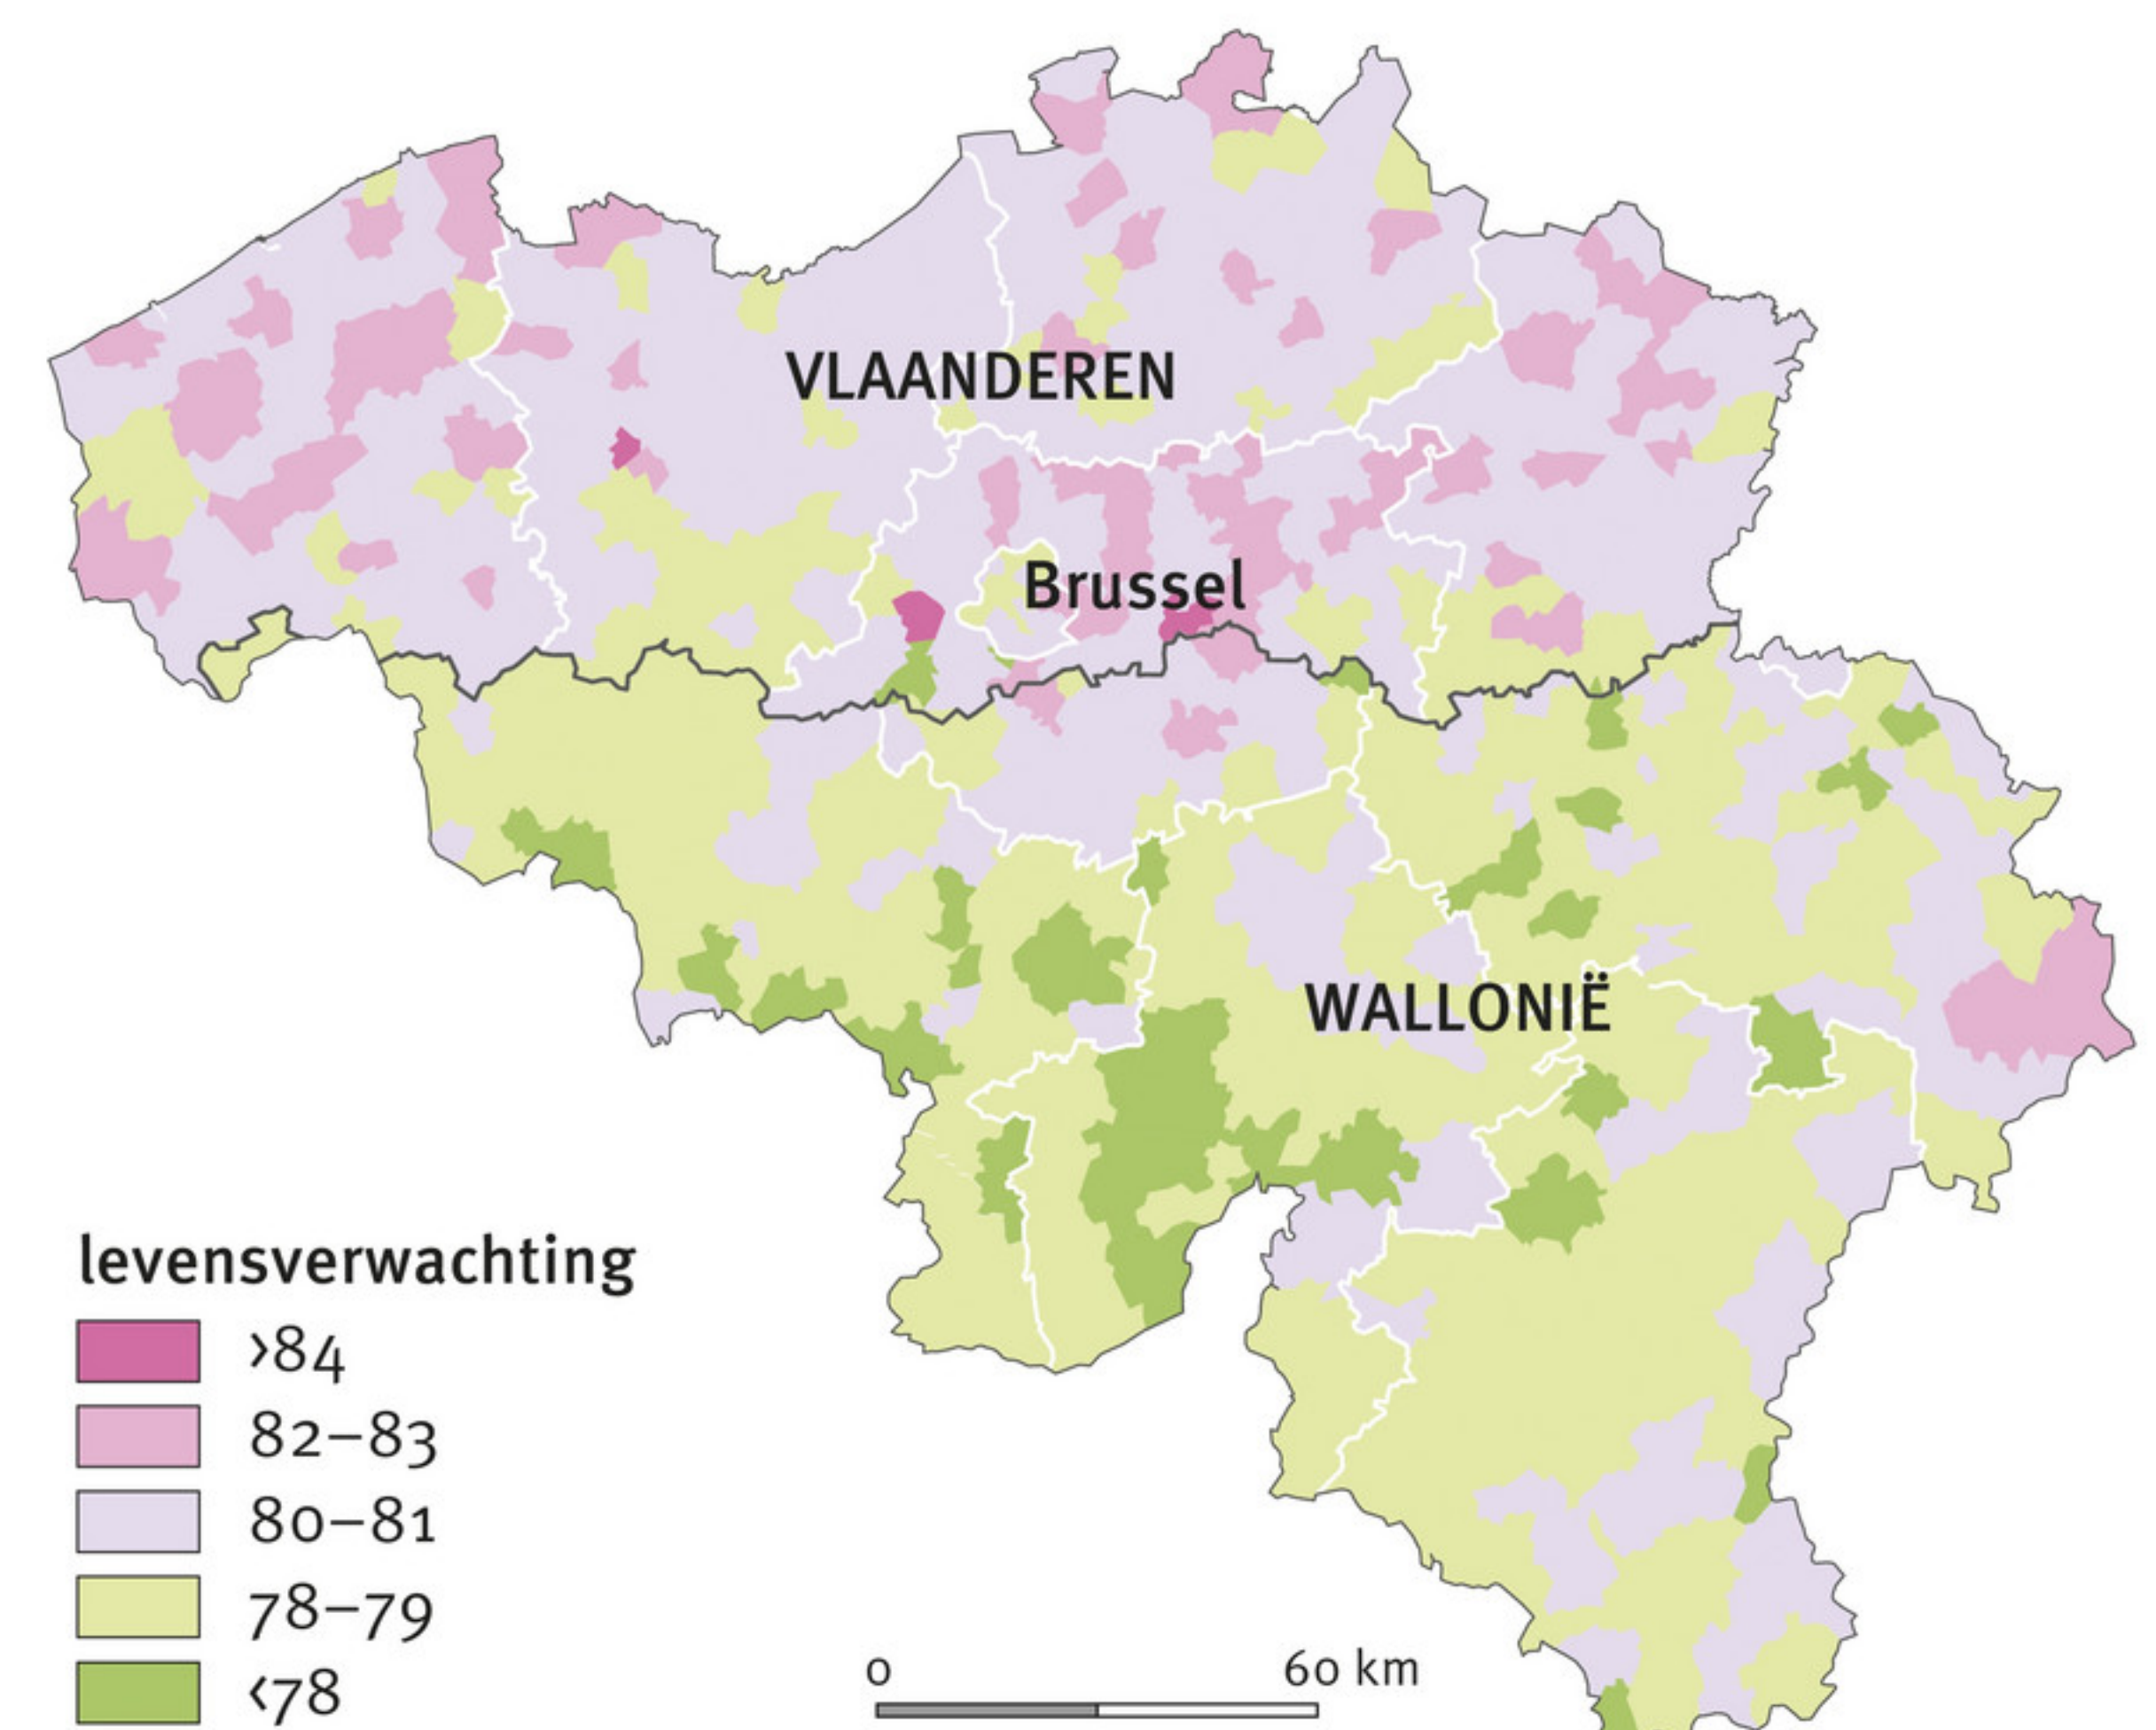 VLAANDEREN
Brussel
WALLONIË
levensverwachting
>84
82–83
80–81
78–79
<78
0 60 km